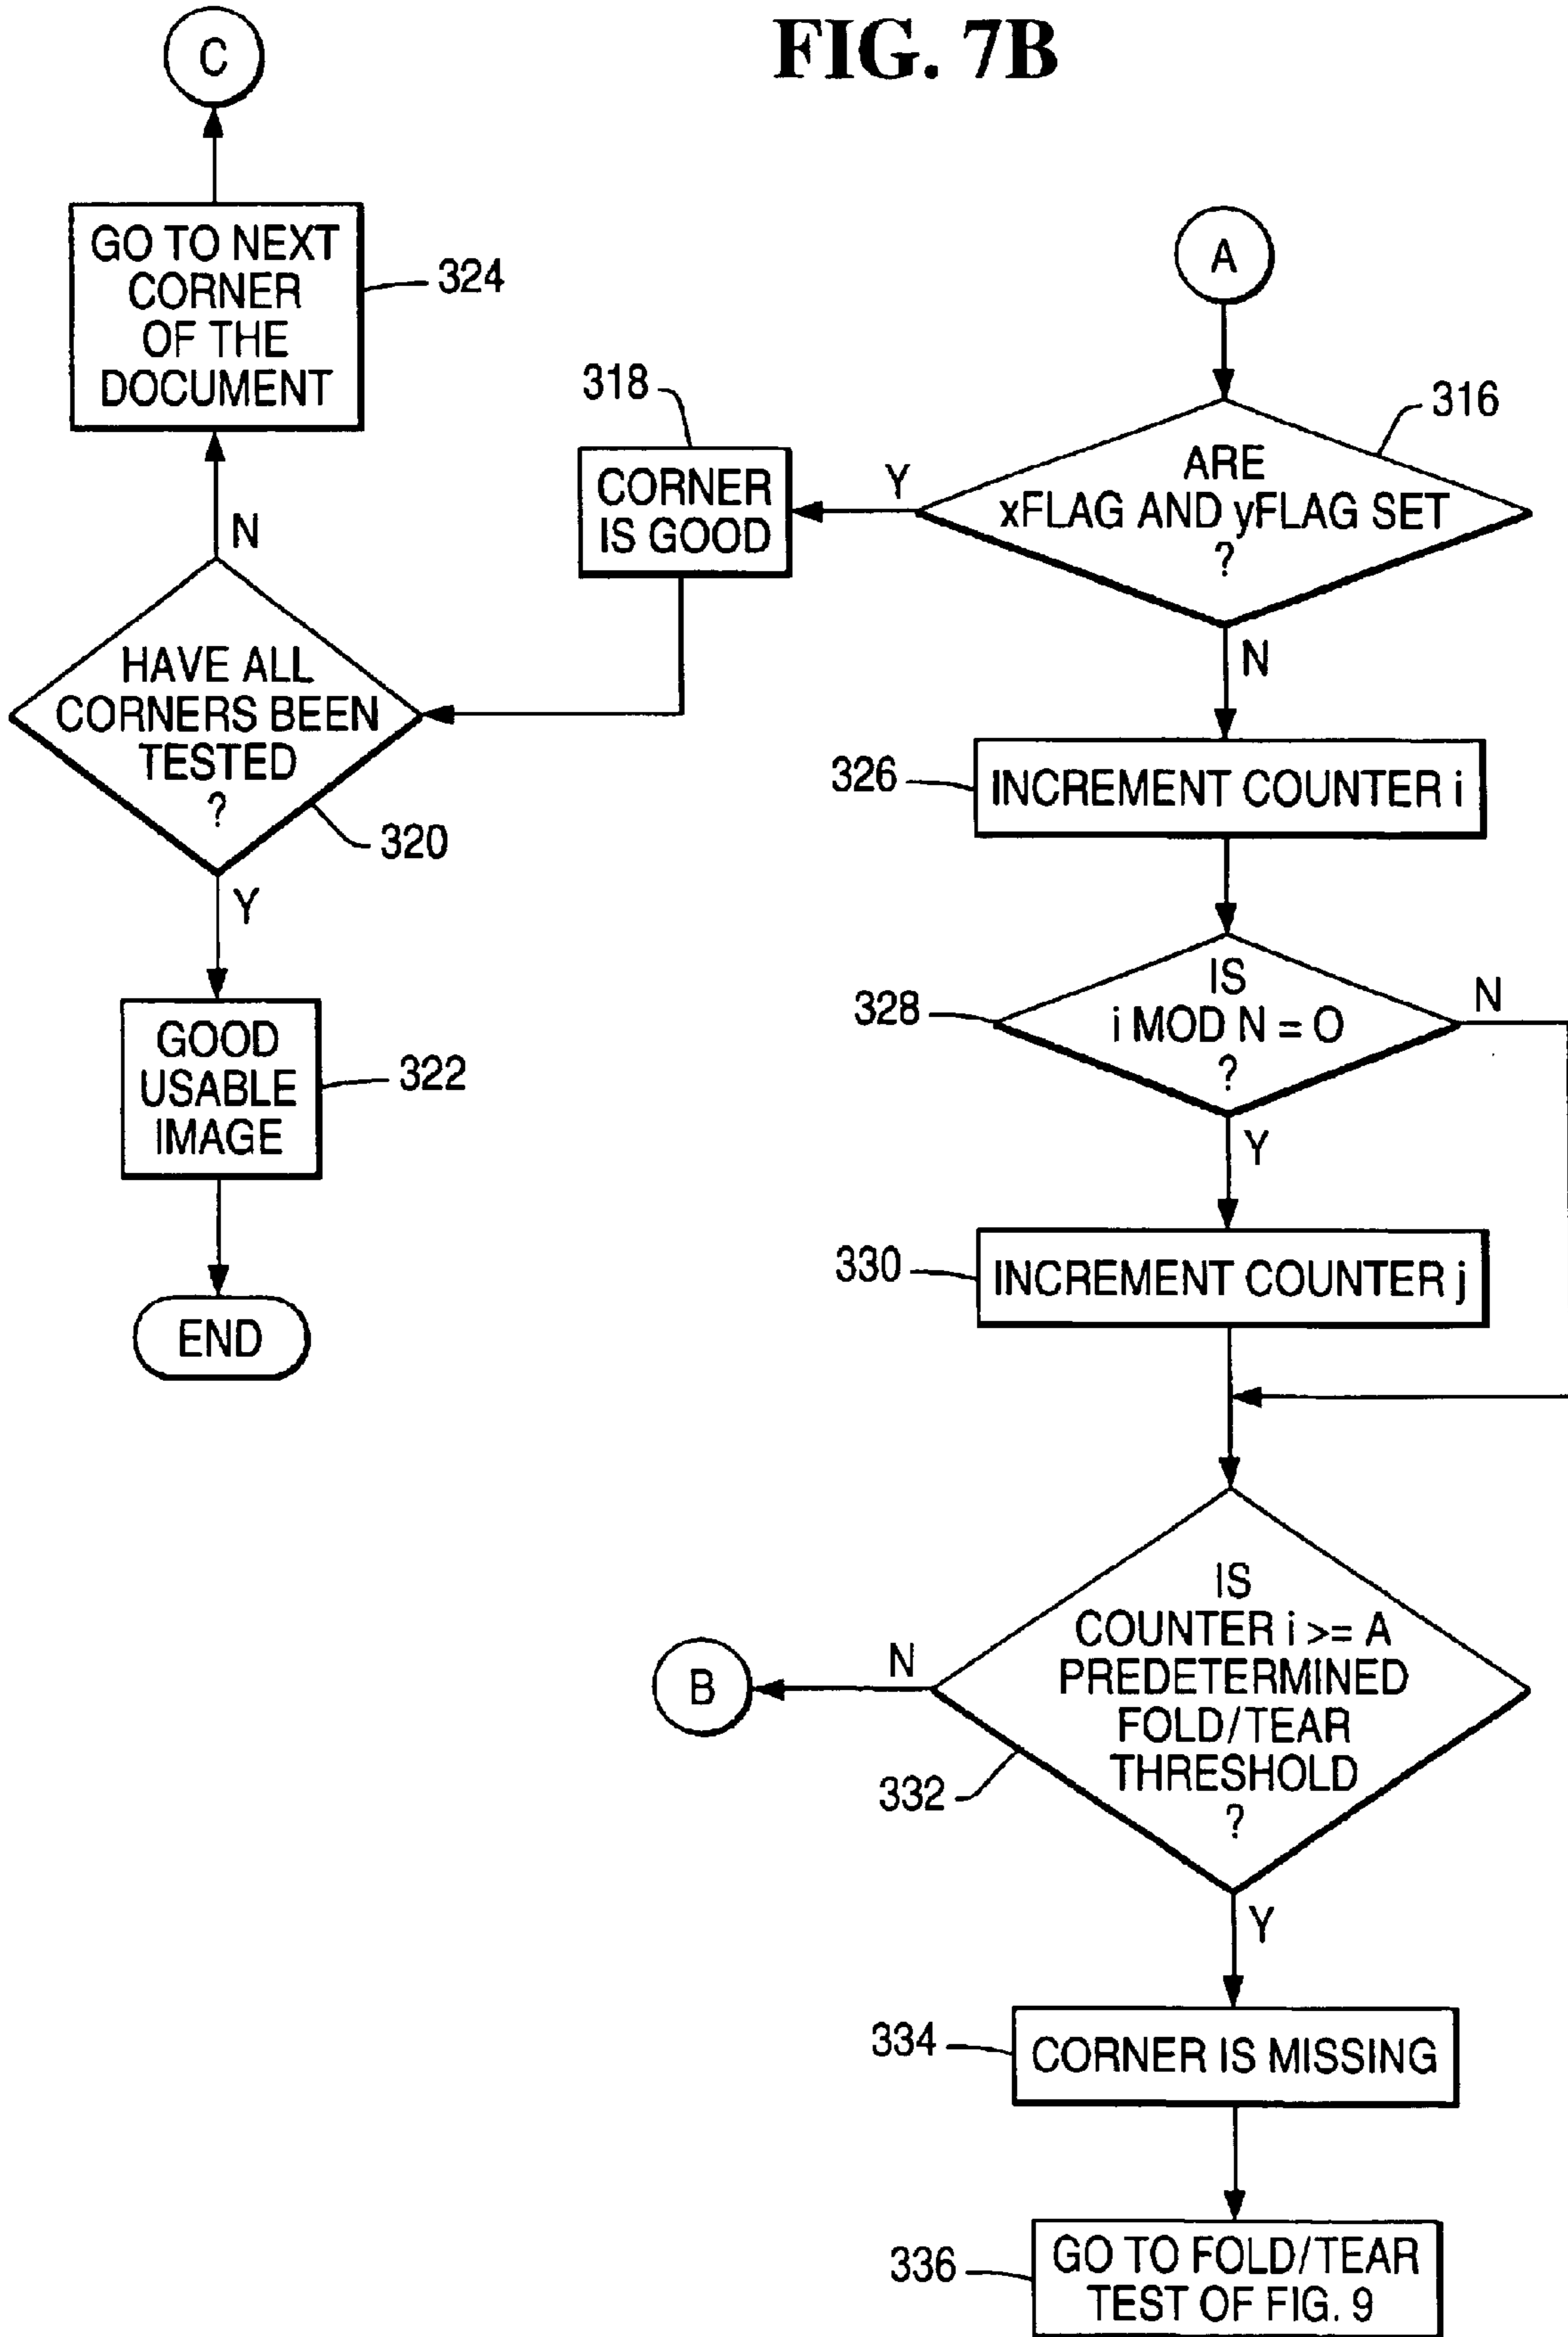 FIG. 7B
C
GO TO NEXT
CORNER
OF THE
DOCUMENT
324
N
HAVE ALL
CORNERS BEEN
TESTED
?
320
Y
GOOD
USABLE
IMAGE
322
END
A
316
ARE
xFLAG AND yFLAG SET
?
Y
318
CORNER
IS GOOD
N
326
INCREMENT COUNTER i
328
IS
i MOD N = O
?
N
Y
330
INCREMENT COUNTER j
IS
COUNTER i >= A
PREDETERMINED
FOLD/TEAR
THRESHOLD
?
332
N
B
Y
334
CORNER IS MISSING
336
GO TO FOLD/TEAR
TEST OF FIG. 9